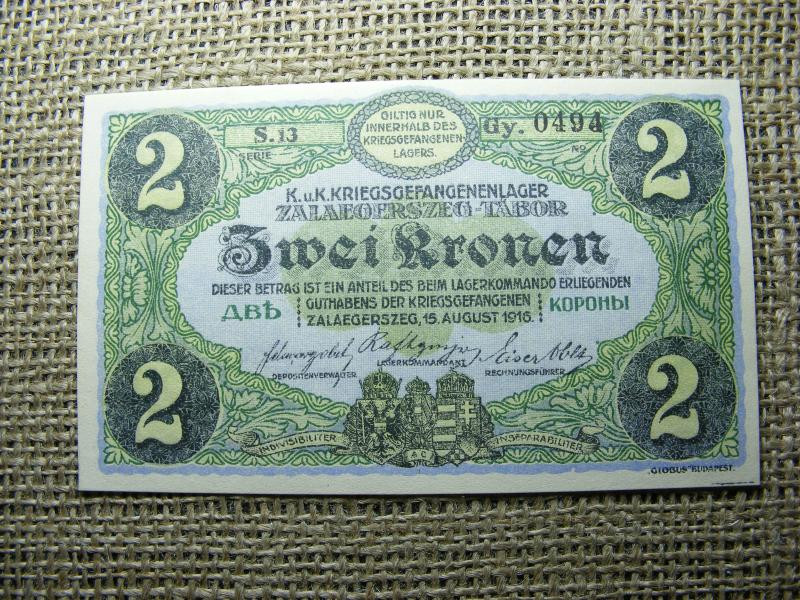 2
S.13
SERIE
GILTIG NUR
INNERHALB DES
KRIEGSGEFANGENEN-
LAGERS.
Gy. 0494
No
2
K.u.K.KRIEGSGEFANGENENLAGER
ZALAEGERSZEG-TÁBOR
Zwei Kronen
DIESER BETRAG IST EIN ANTEIL DES BEIM LAGERKOMMANDO ERLIEGENDEN
GUTHABENS DER KRIEGSGEFANGENEN
ДВѢ
КОРОНЫ
ZALAEGERSZEG, 15. AUGUST 1916.
DEPOSITENVERWALTER
LAGERKOMMANDANT
RECHNUNGSFÜHRER
2
2
INDIVISIBILITER
AC
INSEPARABILITER
„GLOBUS" BUDAPEST.